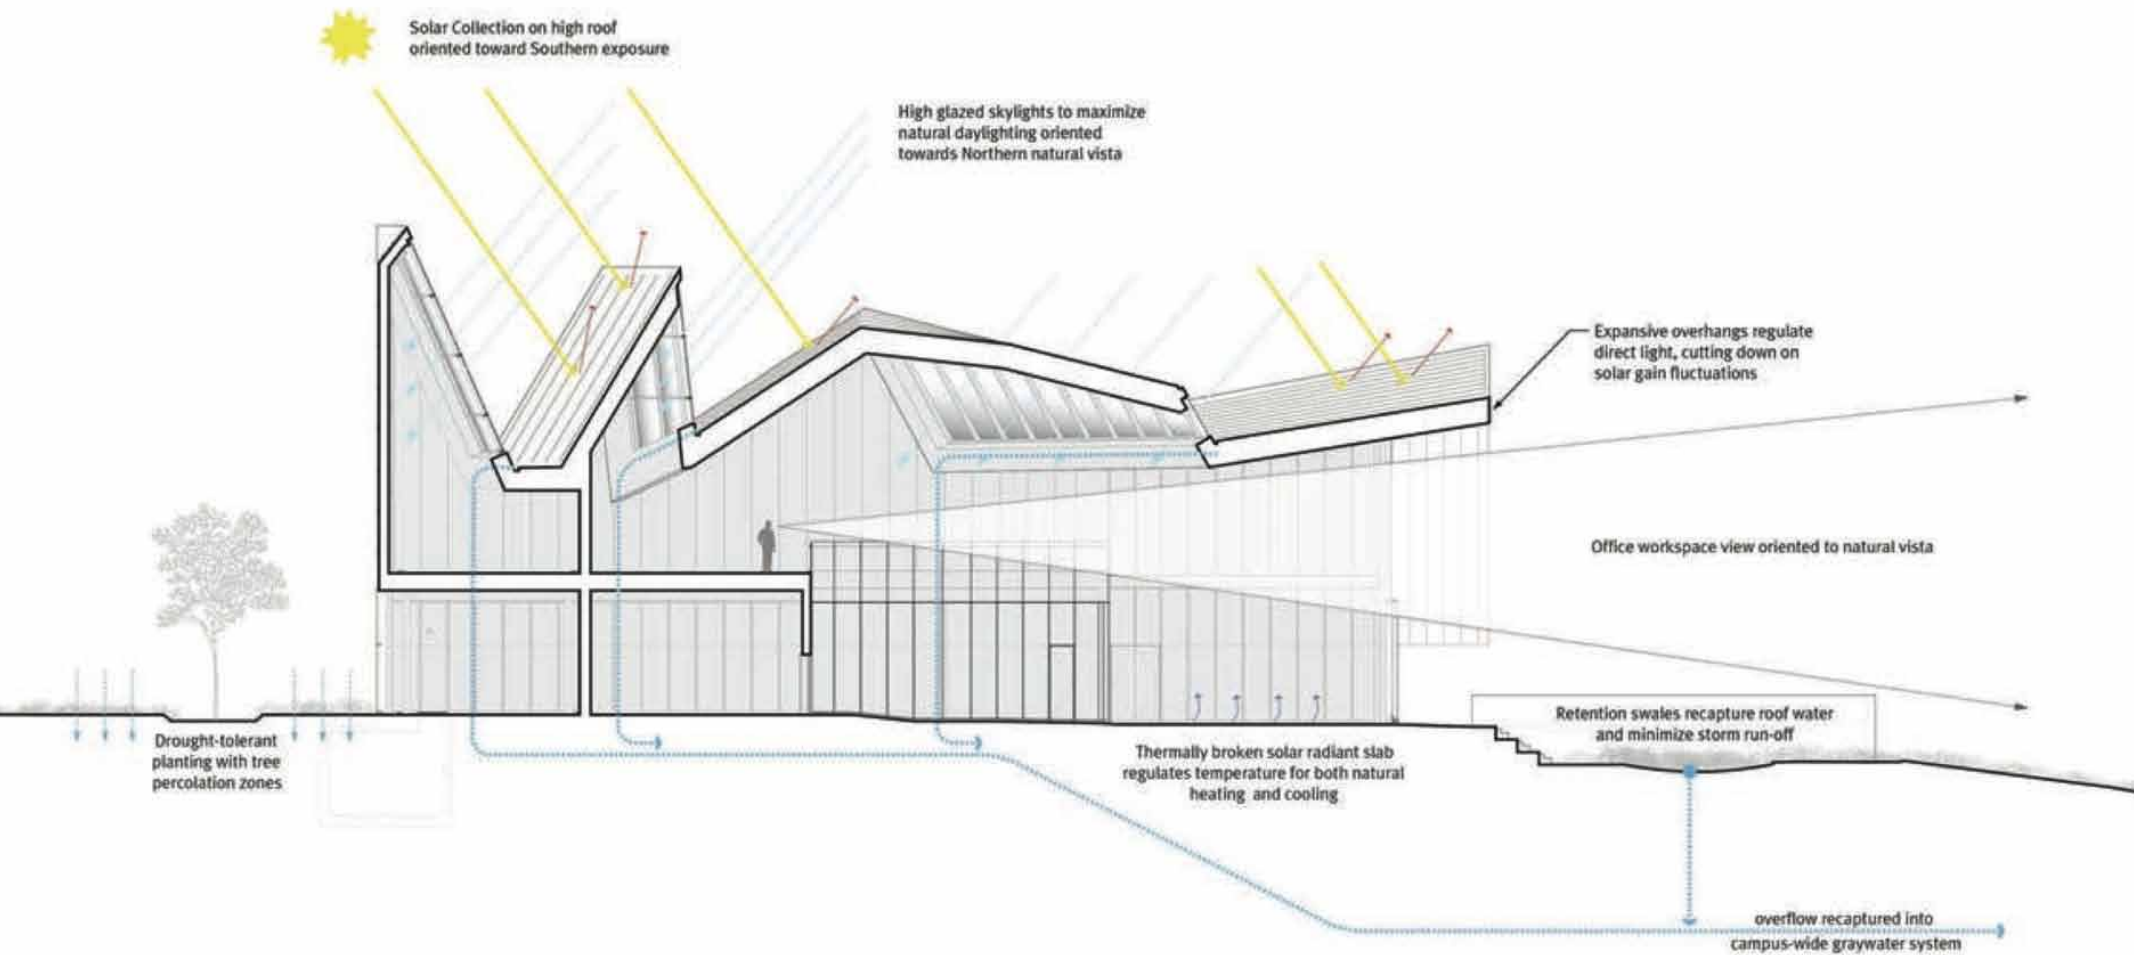 Solar Collection on high roof
oriented toward Southern exposure
High glazed skylights to maximize
natural daylighting oriented
towards Northern natural vista
Expansive overhangs regulate
direct light, cutting down on
solar gain fluctuations
Office workspace view oriented to natural vista
Retention swales recapture roof water
and minimize storm run-off
Drought-tolerant
planting with tree
percolation zones
Thermally broken solar radiant slab
regulates temperature for both natural
heating and cooling
overflow recaptured into
campus-wide graywater system